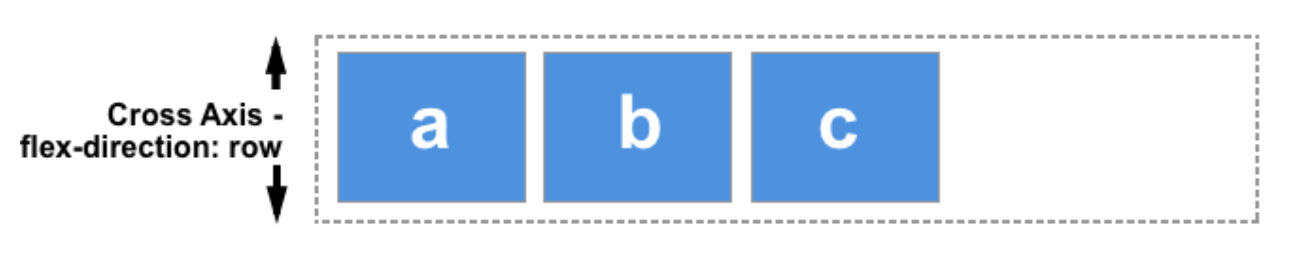 Cross Axis -
flex-direction: row
a b c